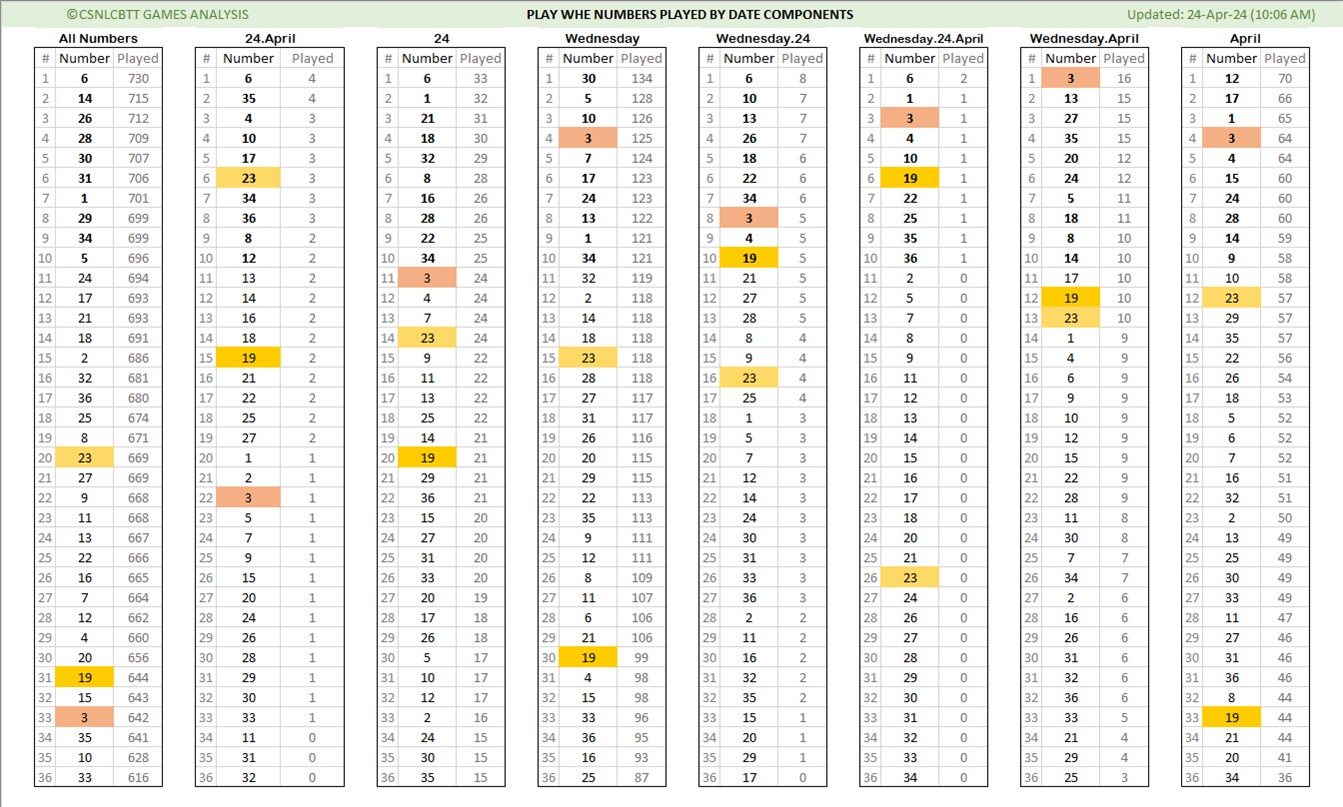 ©CSNLCBTT GAMES ANALYSIS PLAY WHE NUMBERS PLAYED BY DATE COMPONENTS Updated: 24-Apr-24 (10:06 AM)
All Numbers 24.April 24 Wednesday Wednesday.24 Wednesday.24.April Wednesday.April April
# Number Played # Number Played # Number Played # Number Played # Number Played # Number Played # Number Played # Number Played
1 6 730 1 6 4 1 6 33 1 30 134 1 6 8 1 6 2 1 3 16 1 12 70
2 14 715 2 35 4 2 1 32 2 5 128 2 10 7 2 1 1 2 13 15 2 17 66
3 26 712 3 4 3 3 21 31 3 10 126 3 13 7 3 3 1 3 27 15 3 1 65
4 28 709 4 10 3 4 18 30 4 3 125 4 26 7 4 4 1 4 35 15 4 3 64
5 30 707 5 17 3 5 32 29 5 7 124 5 18 6 5 10 1 5 20 12 5 4 64
6 31 706 6 23 3 6 8 28 6 17 123 6 22 6 6 19 1 6 24 12 6 15 60
7 1 701 7 34 3 7 16 26 7 24 123 7 34 6 7 22 1 7 5 11 7 24 60
8 29 699 8 36 3 8 28 26 8 13 122 8 3 5 8 25 1 8 18 11 8 28 60
9 34 699 9 8 2 9 22 25 9 1 121 9 4 5 9 35 1 9 8 10 9 14 59
10 5 696 10 12 2 10 34 25 10 34 121 10 19 5 10 36 1 10 14 10 10 9 58
11 24 694 11 13 2 11 3 24 11 32 119 11 21 5 11 2 0 11 17 10 11 10 58
12 17 693 12 14 2 12 4 24 12 2 118 12 27 5 12 5 0 12 19 10 12 23 57
13 21 693 13 16 2 13 7 24 13 14 118 13 28 5 13 7 0 13 23 10 13 29 57
14 18 691 14 18 2 14 23 24 14 18 118 14 8 4 14 8 0 14 1 9 14 35 57
15 2 686 15 19 2 15 9 22 15 23 118 15 9 4 15 9 0 15 4 9 15 22 56
16 32 681 16 21 2 16 11 22 16 28 118 16 23 4 16 11 0 16 6 9 16 26 54
17 36 680 17 22 2 17 13 22 17 27 117 17 25 4 17 12 0 17 9 9 17 18 53
18 25 674 18 25 2 18 25 22 18 31 117 18 1 3 18 13 0 18 10 9 18 5 52
19 8 671 19 27 2 19 14 21 19 26 116 19 5 3 19 14 0 19 12 9 19 6 52
20 23 669 20 1 1 20 19 21 20 20 115 20 7 3 20 15 0 20 15 9 20 7 52
21 27 669 21 2 1 21 29 21 21 29 115 21 12 3 21 16 0 21 22 9 21 16 51
22 9 668 22 3 1 22 36 21 22 22 113 22 14 3 22 17 0 22 28 9 22 32 51
23 11 668 23 5 1 23 15 20 23 35 113 23 24 3 23 18 0 23 11 8 23 2 50
24 13 667 24 7 1 24 27 20 24 9 111 24 30 3 24 20 0 24 30 8 24 13 49
25 22 666 25 9 1 25 31 20 25 12 111 25 31 3 25 21 0 25 7 7 25 25 49
26 16 665 26 15 1 26 33 20 26 8 109 26 33 3 26 23 0 26 34 7 26 30 49
27 7 664 27 20 1 27 20 19 27 11 107 27 36 3 27 24 0 27 2 6 27 33 49
28 12 662 28 24 1 28 17 18 28 6 106 28 2 2 28 26 0 28 16 6 28 11 47
29 4 660 29 26 1 29 26 18 29 21 106 29 11 2 29 27 0 29 26 6 29 27 46
30 20 656 30 28 1 30 5 17 30 19 99 30 16 2 30 28 0 30 31 6 30 31 46
31 19 644 31 29 1 31 10 17 31 4 98 31 32 2 31 29 0 31 32 6 31 36 46
32 15 643 32 30 1 32 12 17 32 15 98 32 35 2 32 30 0 32 36 6 32 8 44
33 3 642 33 33 1 33 2 16 33 33 96 33 15 1 33 31 0 33 33 5 33 19 44
34 35 641 34 11 0 34 24 15 34 36 95 34 20 1 34 32 0 34 21 4 34 21 44
35 10 628 35 31 0 35 30 15 35 16 93 35 29 1 35 33 0 35 29 4 35 20 41
36 33 616 36 32 0 36 35 15 36 25 87 36 17 0 36 34 0 36 25 3 36 34 36